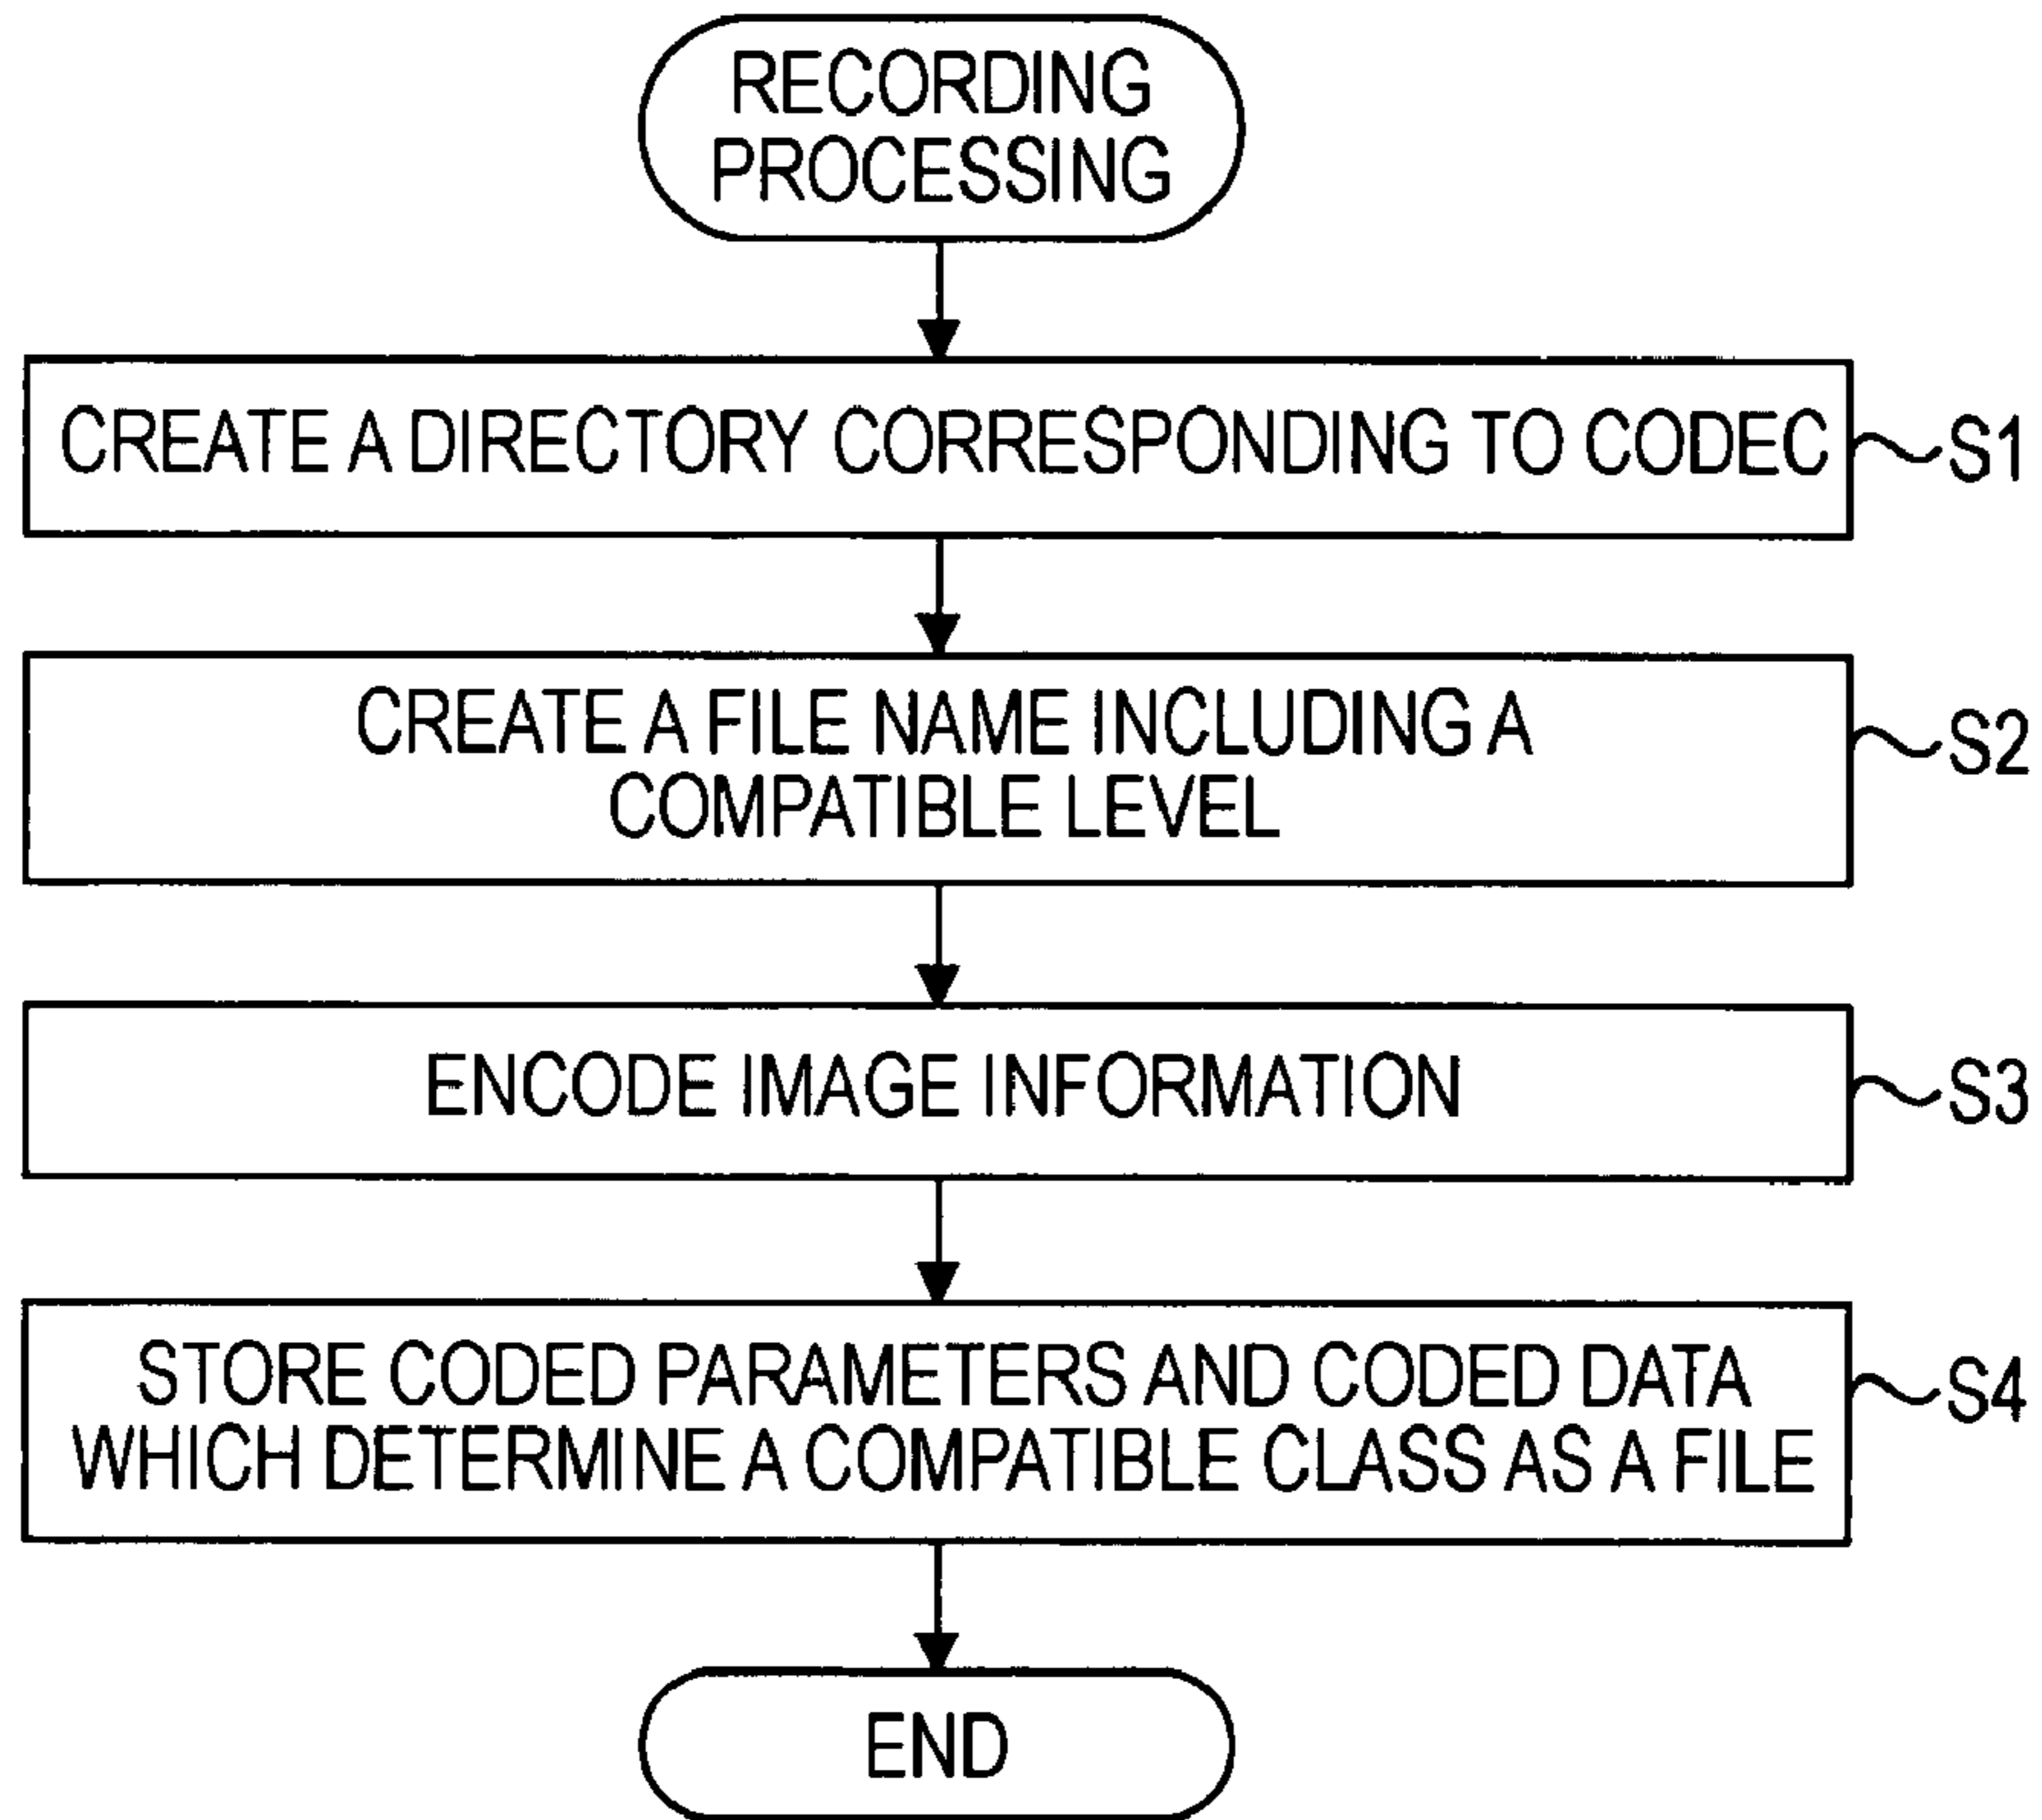 RECORDING
PROCESSING
CREATE A DIRECTORY CORRESPONDING TO CODEC
S1
CREATE A FILE NAME INCLUDING A
COMPATIBLE LEVEL
S2
ENCODE IMAGE INFORMATION
S3
STORE CODED PARAMETERS AND CODED DATA
WHICH DETERMINE A COMPATIBLE CLASS AS A FILE
S4
END